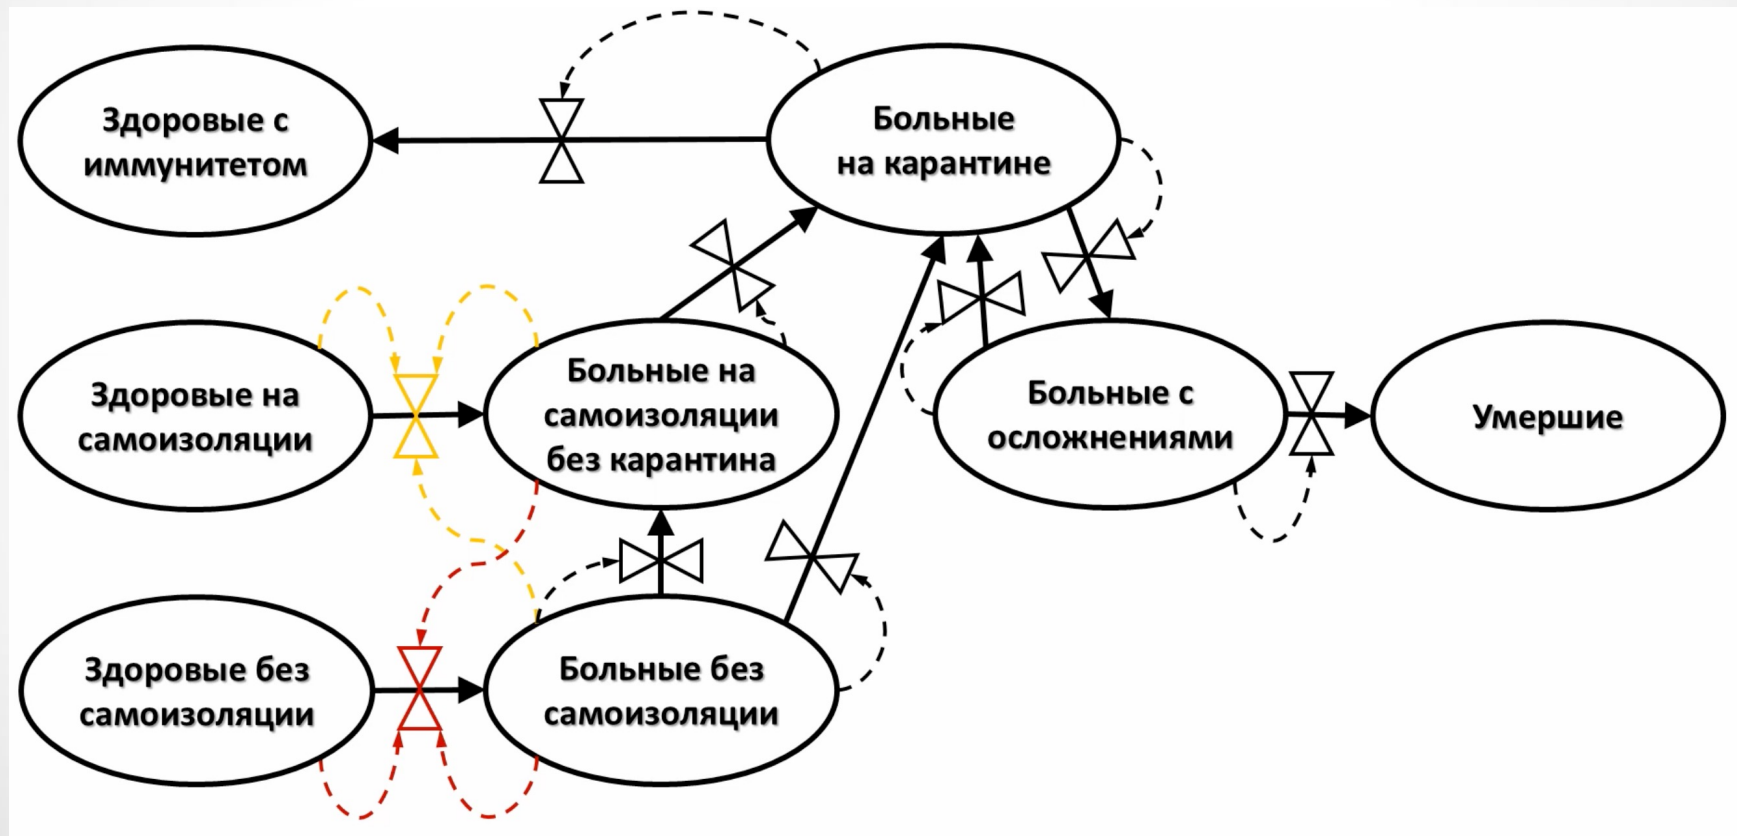 Здоровые с
иммунитетом
Больные
на карантине
Здоровые на
самоизоляции
Больные на
самоизоляции
без карантина
Больные с
осложнениями
Умершие
Здоровые без
самоизоляции
Больные без
самоизоляции